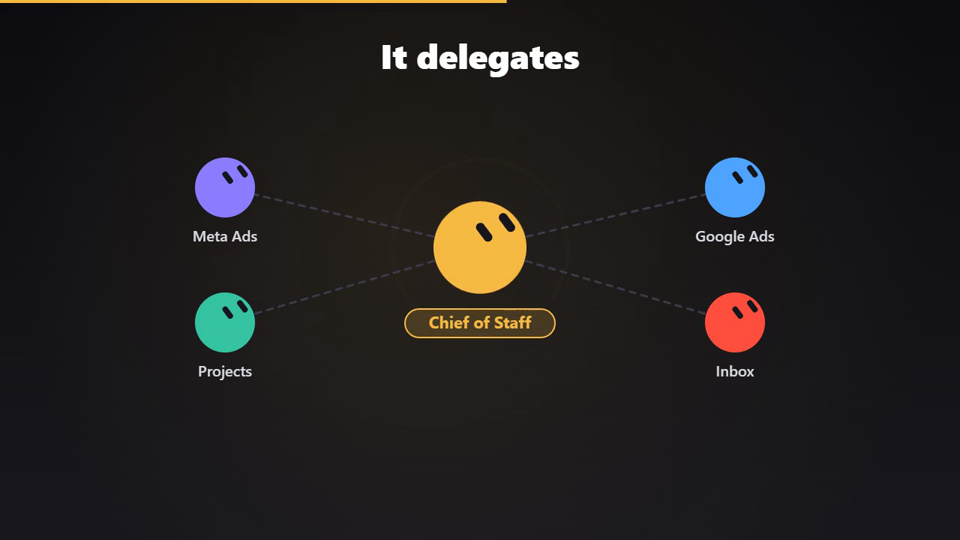 It delegates
Meta Ads
Google Ads
Chief of Staff
Projects
Inbox